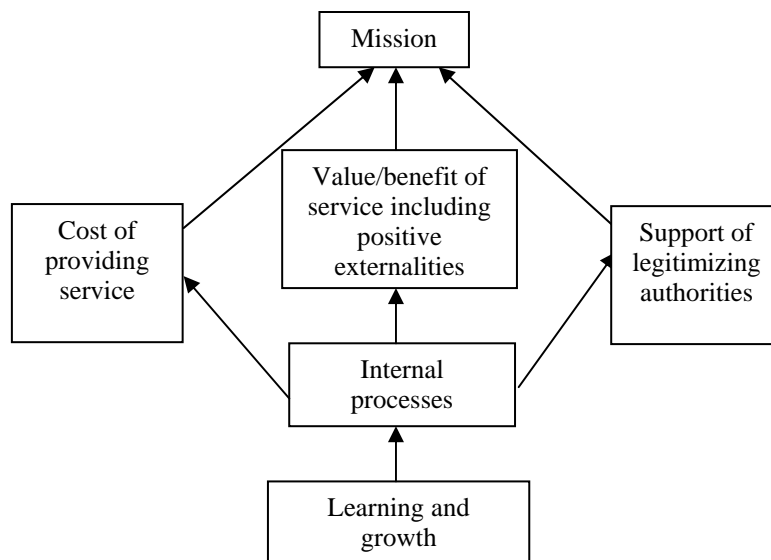 Mission
Value/benefit of
service including
positive
externalities
Cost of
providing
service
Support of
legitimizing
authorities
Internal
processes
Learning and
growth